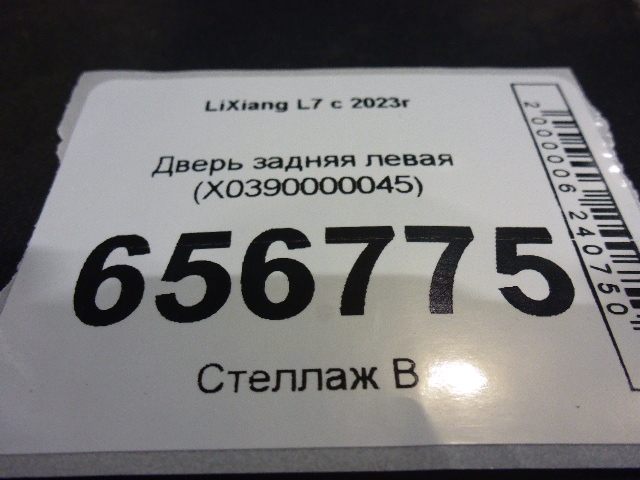 LiXiang L7 с 2023г
Дверь задняя левая
(X0390000045)
656775
Стеллаж В
2000006240750